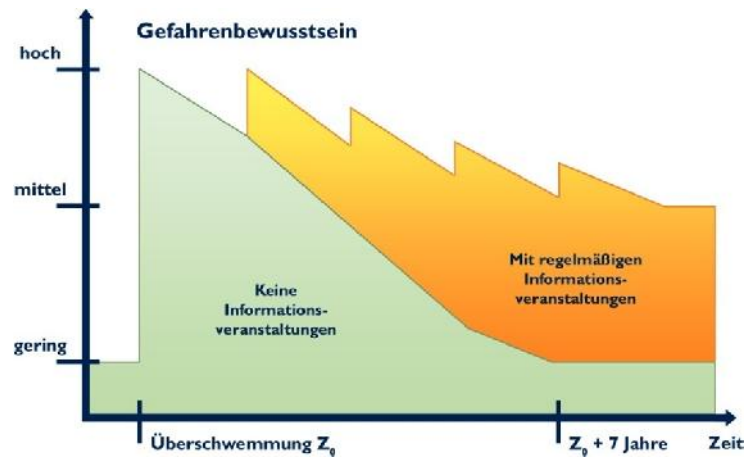 Gefahrenbewusstsein
hoch
mittel
gering
Keine
Informations-
veranstaltungen
Mit regelmäßigen
Informations-
veranstaltungen
Überschwemmung Z₀
Z₀ + 7 Jahre
Zeit